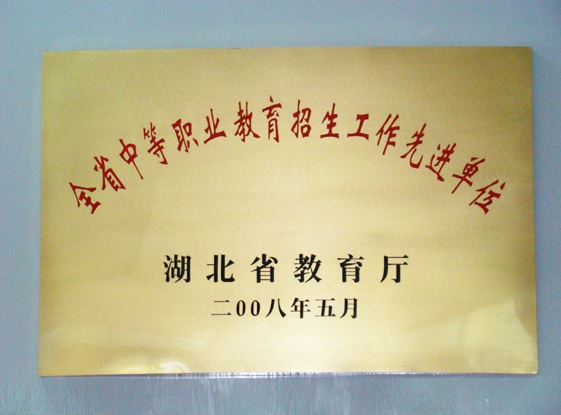 全省中等职业教育招生工作先进单位
湖北省教育厅
二00八年五月